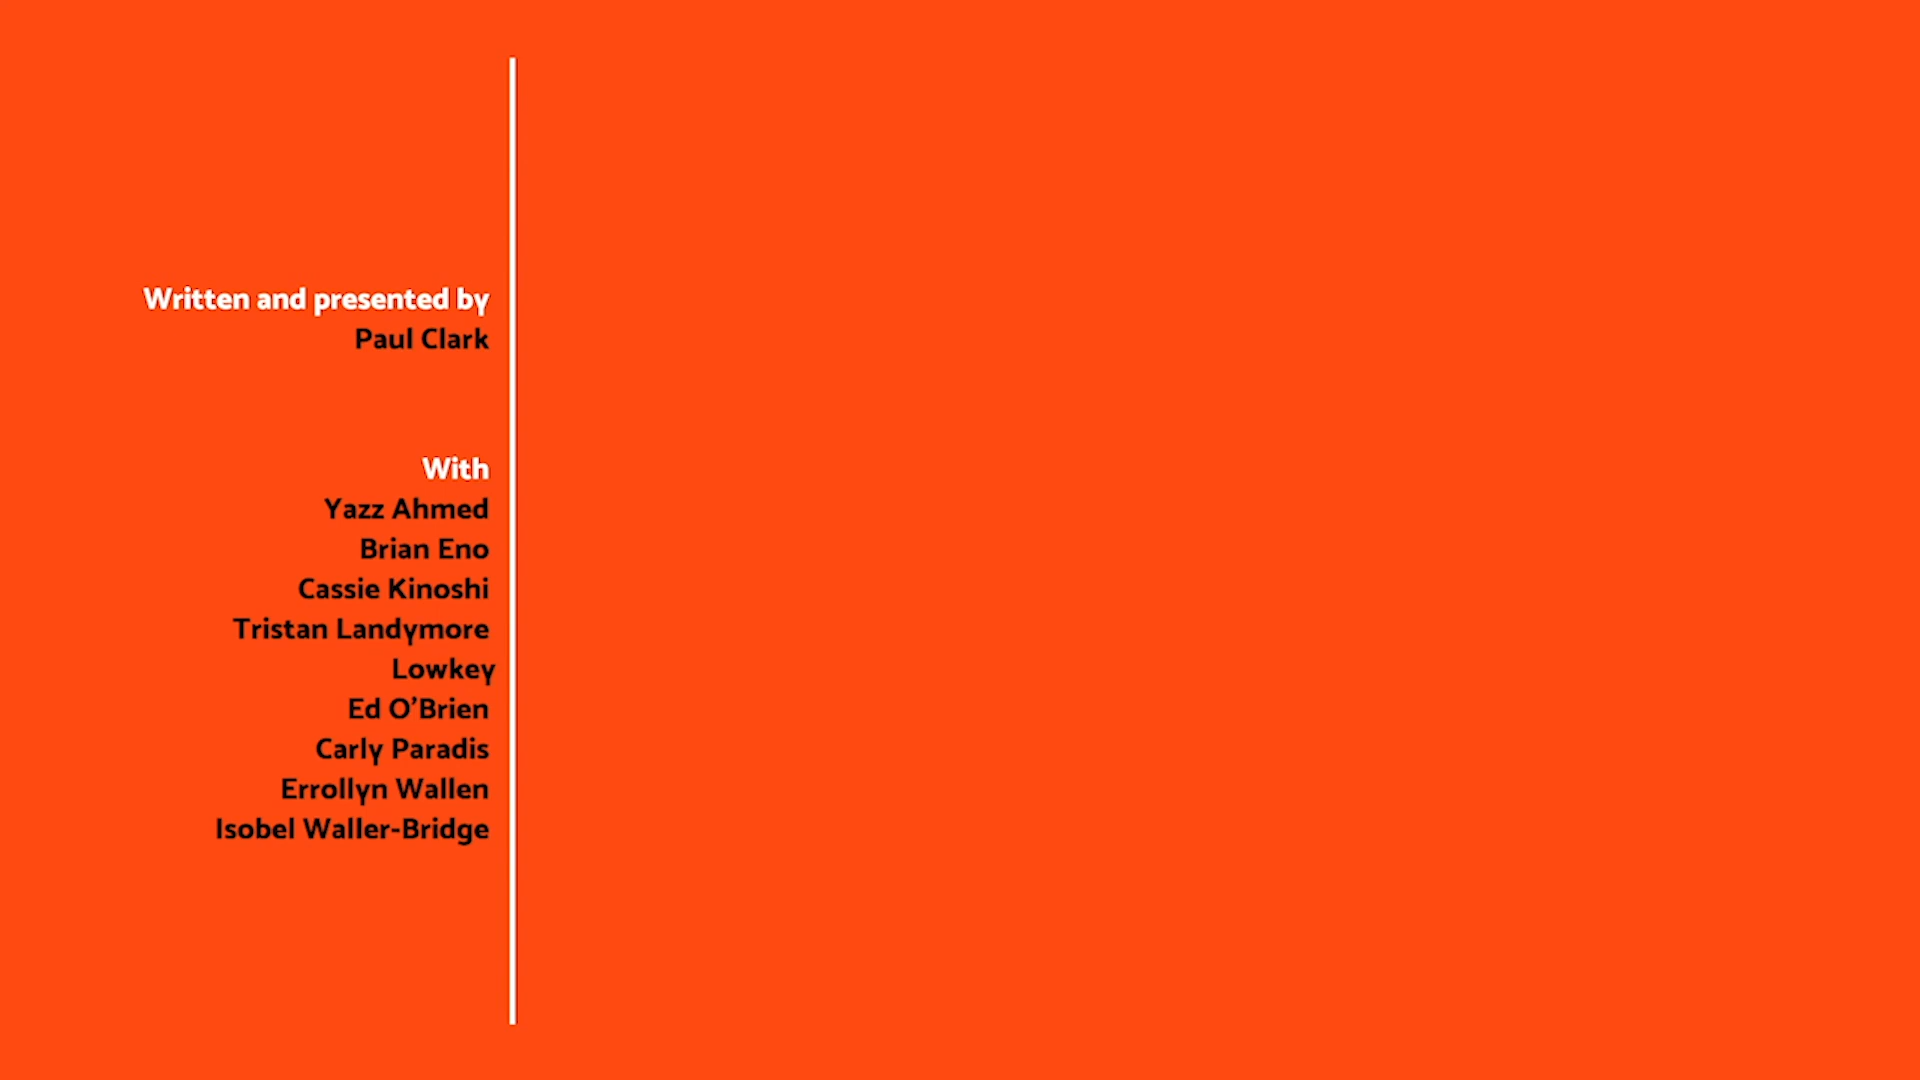 Written and presented by
Paul Clark
With
Yazz Ahmed
Brian Eno
Cassie Kinoshi
Tristan Landymore
Lowkey
Ed O’Brien
Carly Paradis
Errollyn Wallen
Isobel Waller-Bridge